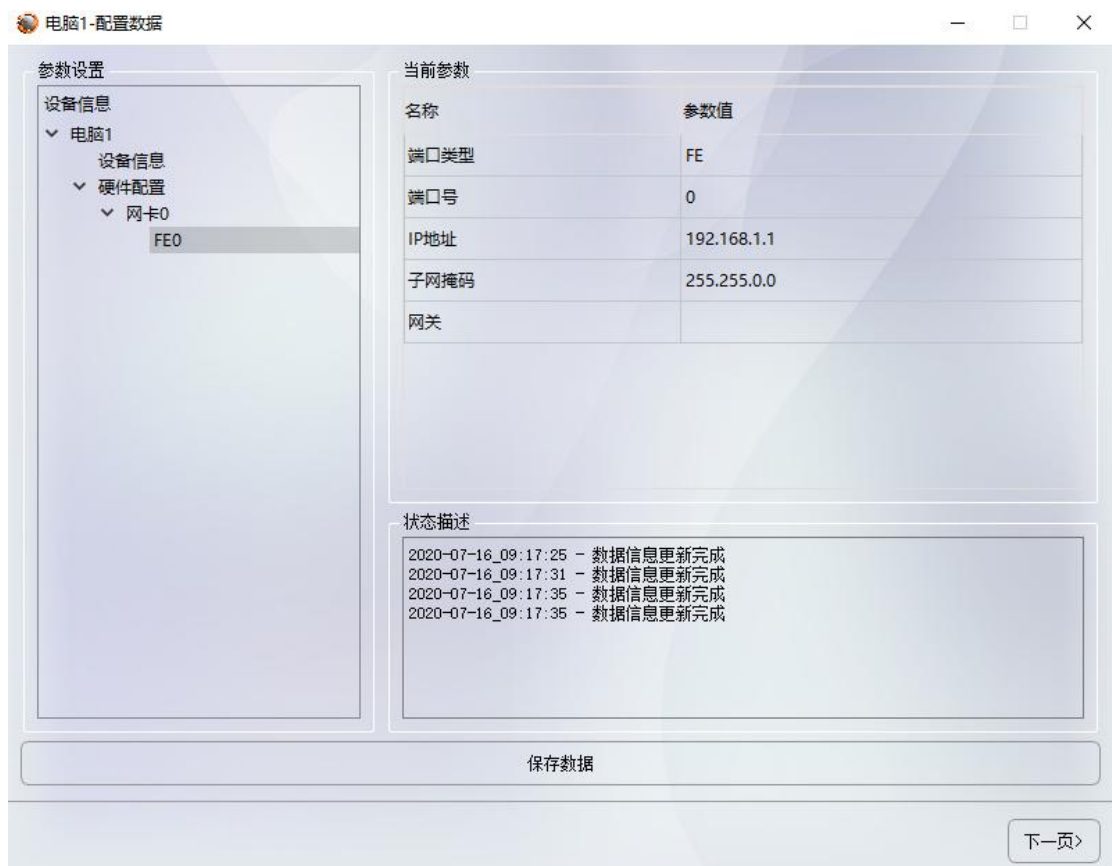 电脑1-配置数据
参数设置
设备信息
电脑1
设备信息
硬件配置
网卡0
FE0
当前参数
名称 参数值
端口类型 FE
端口号 0
IP地址 192.168.1.1
子网掩码 255.255.0.0
网关
状态描述
2020-07-16_09:17:25 - 数据信息更新完成
2020-07-16_09:17:31 - 数据信息更新完成
2020-07-16_09:17:35 - 数据信息更新完成
2020-07-16_09:17:35 - 数据信息更新完成
保存数据
下一页>